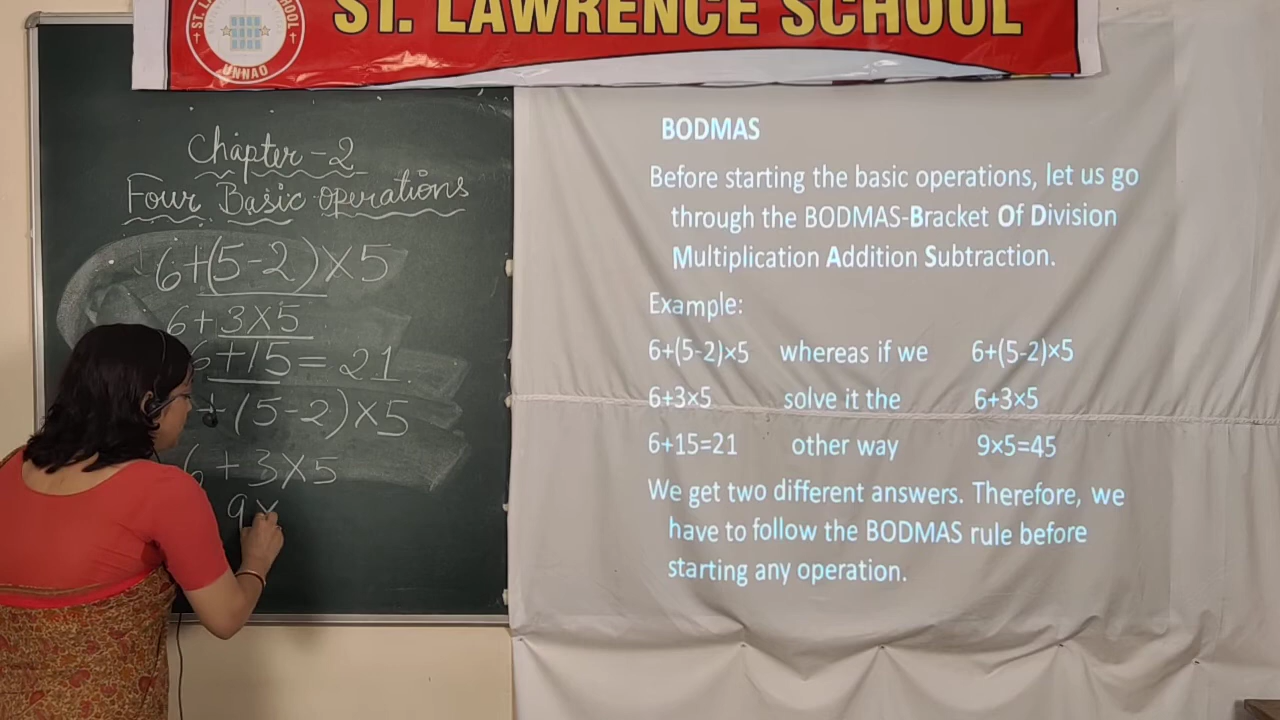 ST. LAWRENCE SCHOOL
UNNAO
Chapter-2
Four Basic operations
6+(5-2)×5
6+3×5
6+15=21.
÷(5-2)×5
6+3×5
9×
BODMAS
Before starting the basic operations, let us go
through the BODMAS-Bracket Of Division
Multiplication Addition Subtraction.
Example:
6+(5-2)×5 whereas if we 6+(5-2)×5
6+3×5 solve it the 6+3×5
6+15=21 other way 9×5=45
We get two different answers. Therefore, we
have to follow the BODMAS rule before
starting any operation.